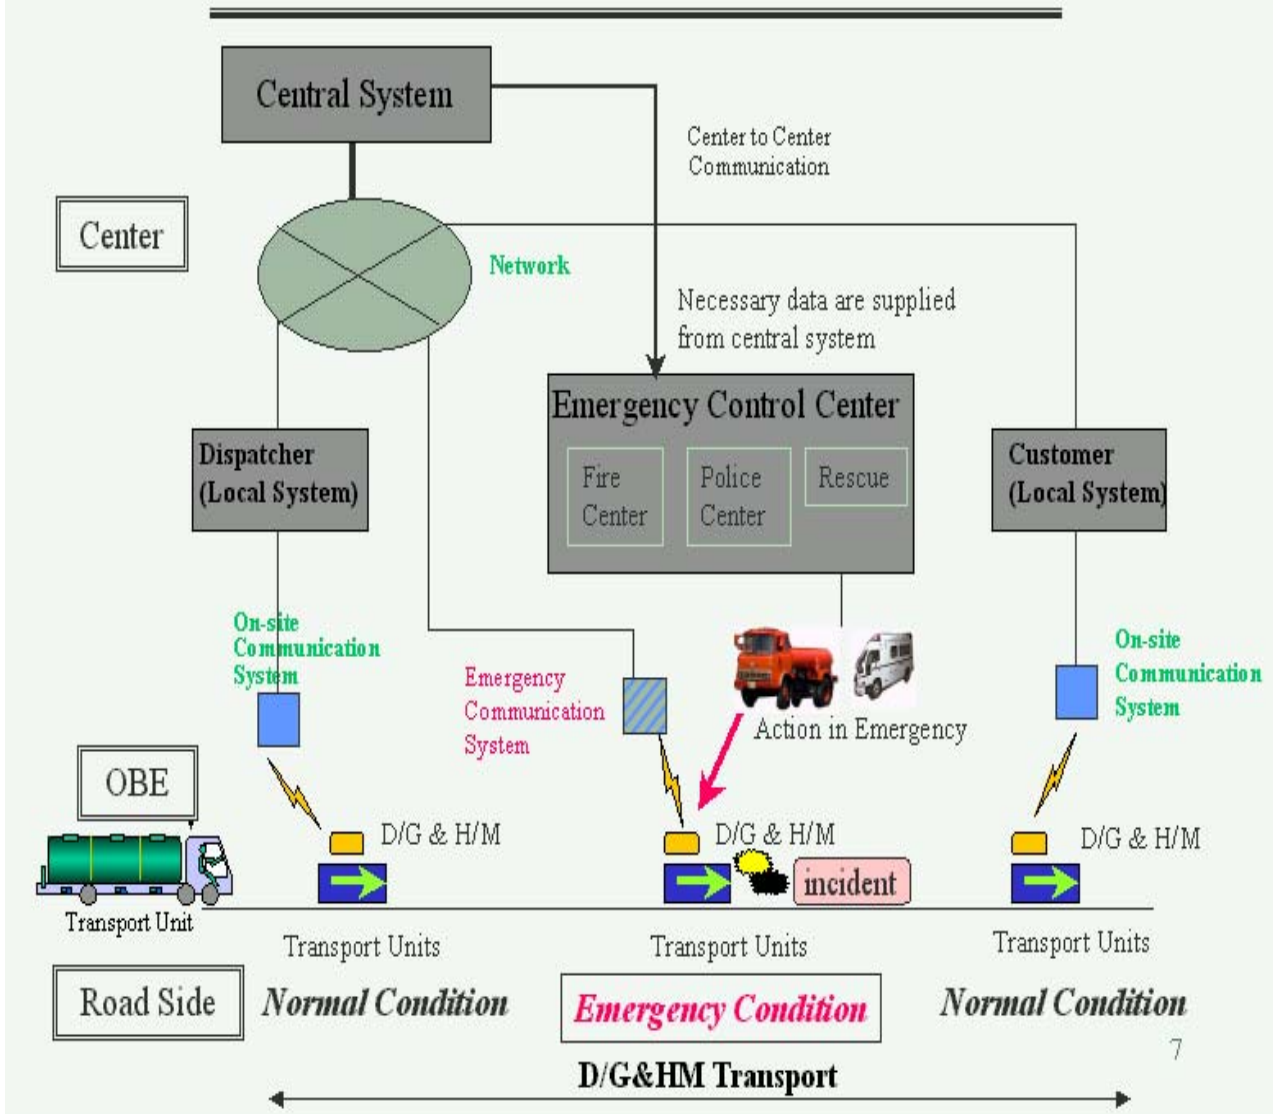 Central System
Center to Center
Communication
Center
Network
Necessary data are supplied
from central system
Emergency Control Center
Dispatcher
(Local System)
Fire
Center
Police
Center
Rescue
Customer
(Local System)
On-site
Communication
System
Emergency
Communication
System
Action in Emergency
On-site
Communication
System
OBE
D/G & H/M
D/G & H/M
D/G & H/M
incident
Transport Unit
Transport Units
Transport Units
Transport Units
Road Side
Normal Condition
Emergency Condition
Normal Condition
7
D/G&HM Transport